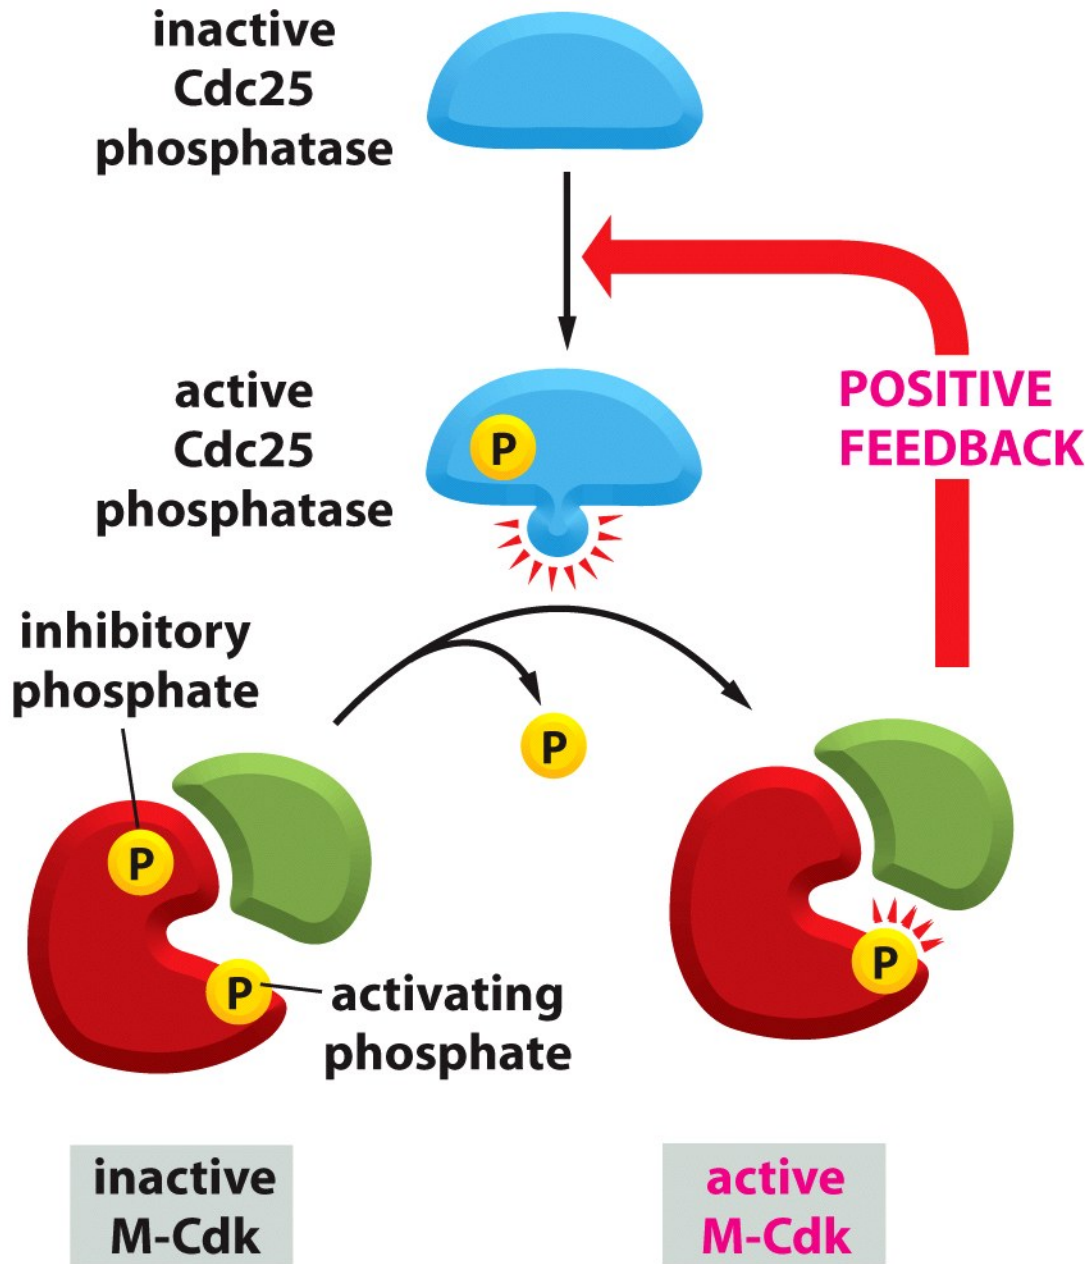 inactive
Cdc25
phosphatase
active
Cdc25
phosphatase
P
POSITIVE
FEEDBACK
inhibitory
phosphate
P
P
P
P
activating
phosphate
inactive
M-Cdk
active
M-Cdk